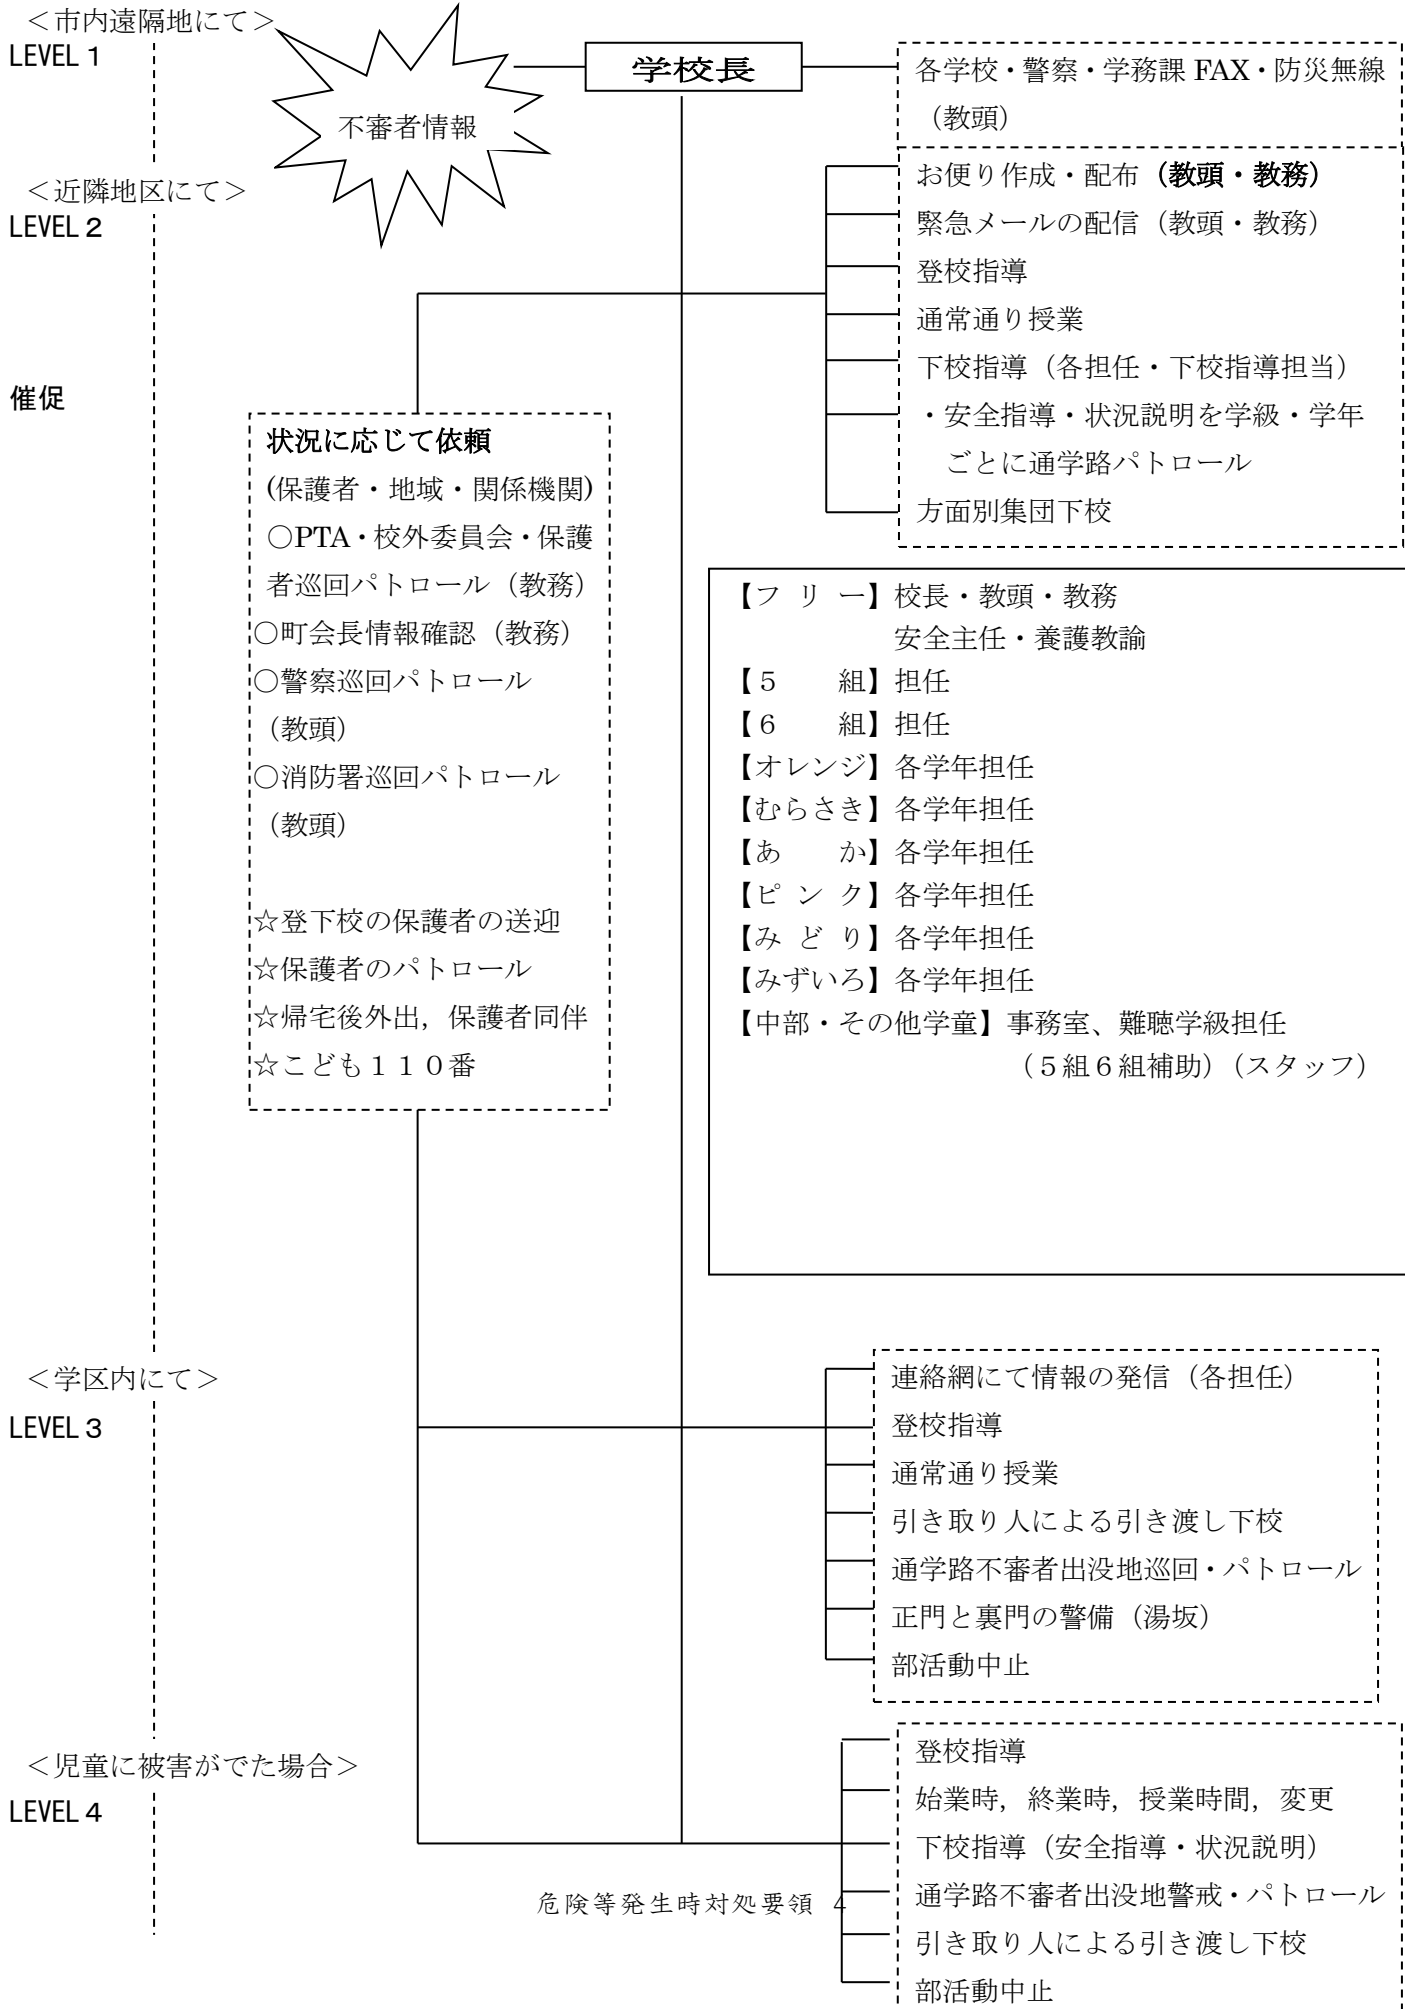 ＜市内遠隔地にて＞
LEVEL１
不審者情報
学校長
各学校・警察・学務課 FAX・防災無線
（教頭）
＜近隣地区にて＞
LEVEL２
お便り作成・配布（教頭・教務）
緊急メールの配信（教頭・教務）
登校指導
通常通り授業
下校指導（各担任・下校指導担当）
・安全指導・状況説明を学級・学年
ごとに通学路パトロール
方面別集団下校
催促
状況に応じて依頼
(保護者・地域・関係機関)
○PTA・校外委員会・保護
者巡回パトロール（教務）
○町会長情報確認（教務）
○警察巡回パトロール
（教頭）
○消防署巡回パトロール
（教頭）
☆登下校の保護者の送迎
☆保護者のパトロール
☆帰宅後外出，保護者同伴
☆こども１１０番
【フ リ ー】校長・教頭・教務
安全主任・養護教諭
【５　　組】担任
【６　　組】担任
【オレンジ】各学年担任
【むらさき】各学年担任
【あ　　か】各学年担任
【ピ ン ク】各学年担任
【み ど り】各学年担任
【みずいろ】各学年担任
【中部・その他学童】事務室、難聴学級担任
（５組６組補助）（スタッフ）
＜学区内にて＞
LEVEL３
連絡網にて情報の発信（各担任）
登校指導
通常通り授業
引き取り人による引き渡し下校
通学路不審者出没地巡回・パトロール
正門と裏門の警備（湯坂）
部活動中止
＜児童に被害がでた場合＞
LEVEL４
登校指導
始業時，終業時，授業時間，変更
下校指導（安全指導・状況説明）
通学路不審者出没地警戒・パトロール
引き取り人による引き渡し下校
部活動中止
危険等発生時対処要領 4